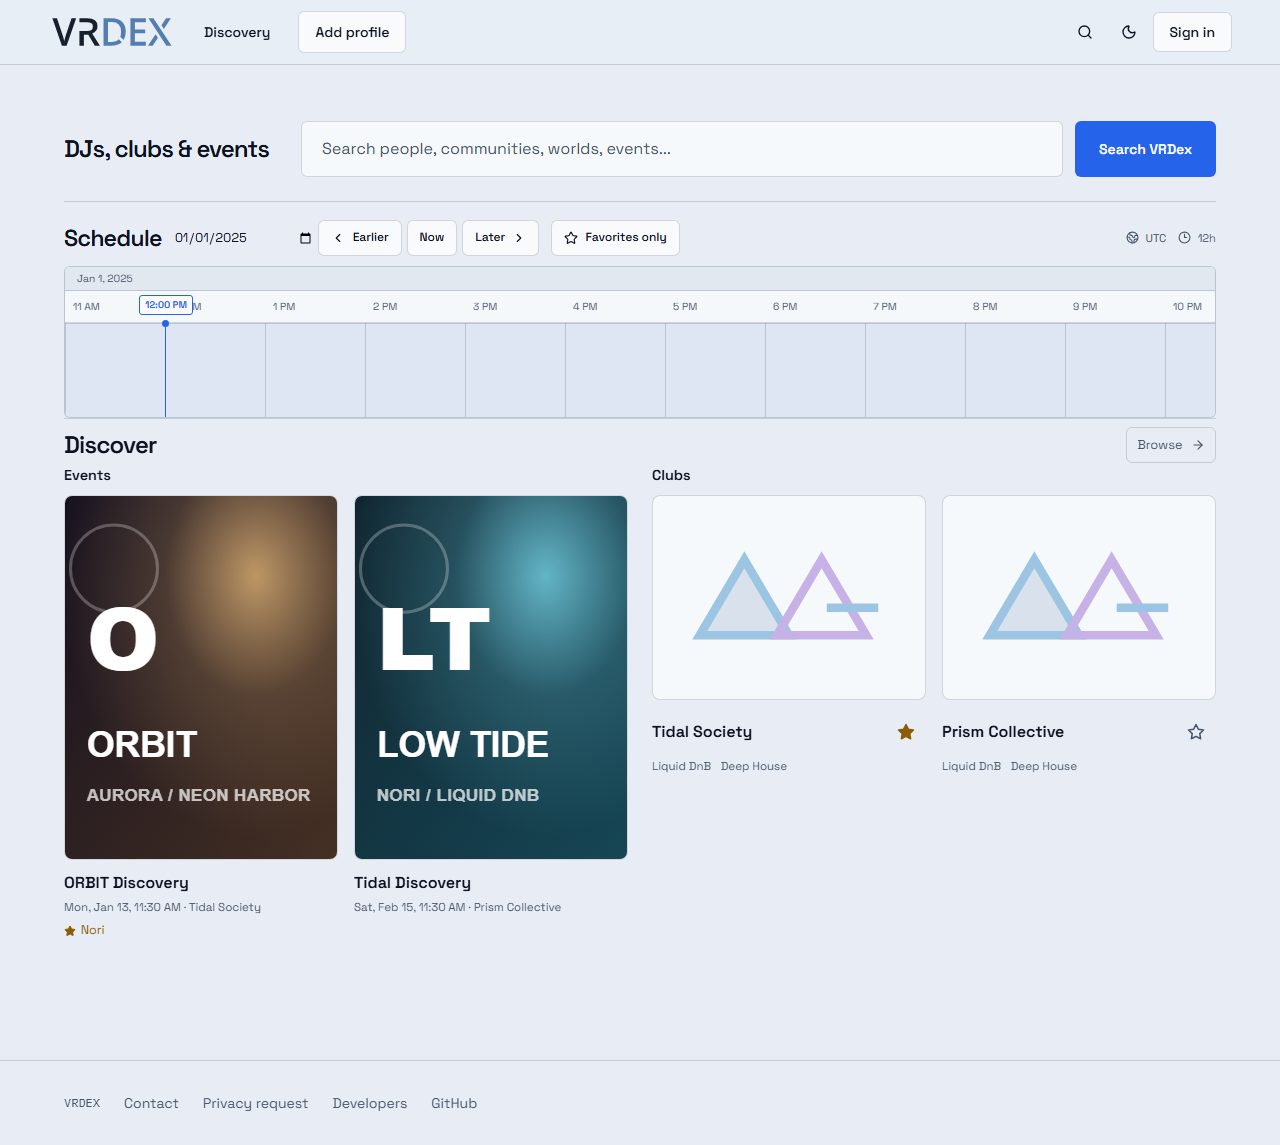 VRDEX Discovery Add profile Sign in
DJs, clubs & events Search people, communities, worlds, events... Search VRDex
Schedule 01/01/2025 Earlier Now Later Favorites only UTC 12h
Jan 1, 2025
11 AM 12:00 PM M 1 PM 2 PM 3 PM 4 PM 5 PM 6 PM 7 PM 8 PM 9 PM 10 PM
Discover Browse
Events Clubs
O
ORBIT
AURORA / NEON HARBOR
LT
LOW TIDE
NORI / LIQUID DNB
Tidal Society
Liquid DnB Deep House
Prism Collective
Liquid DnB Deep House
ORBIT Discovery
Mon, Jan 13, 11:30 AM · Tidal Society
Nori
Tidal Discovery
Sat, Feb 15, 11:30 AM · Prism Collective
VRDEX Contact Privacy request Developers GitHub